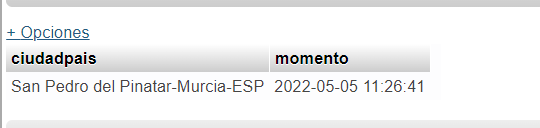 + Opciones
ciudadpais momento
San Pedro del Pinatar-Murcia-ESP 2022-05-05 11:26:41